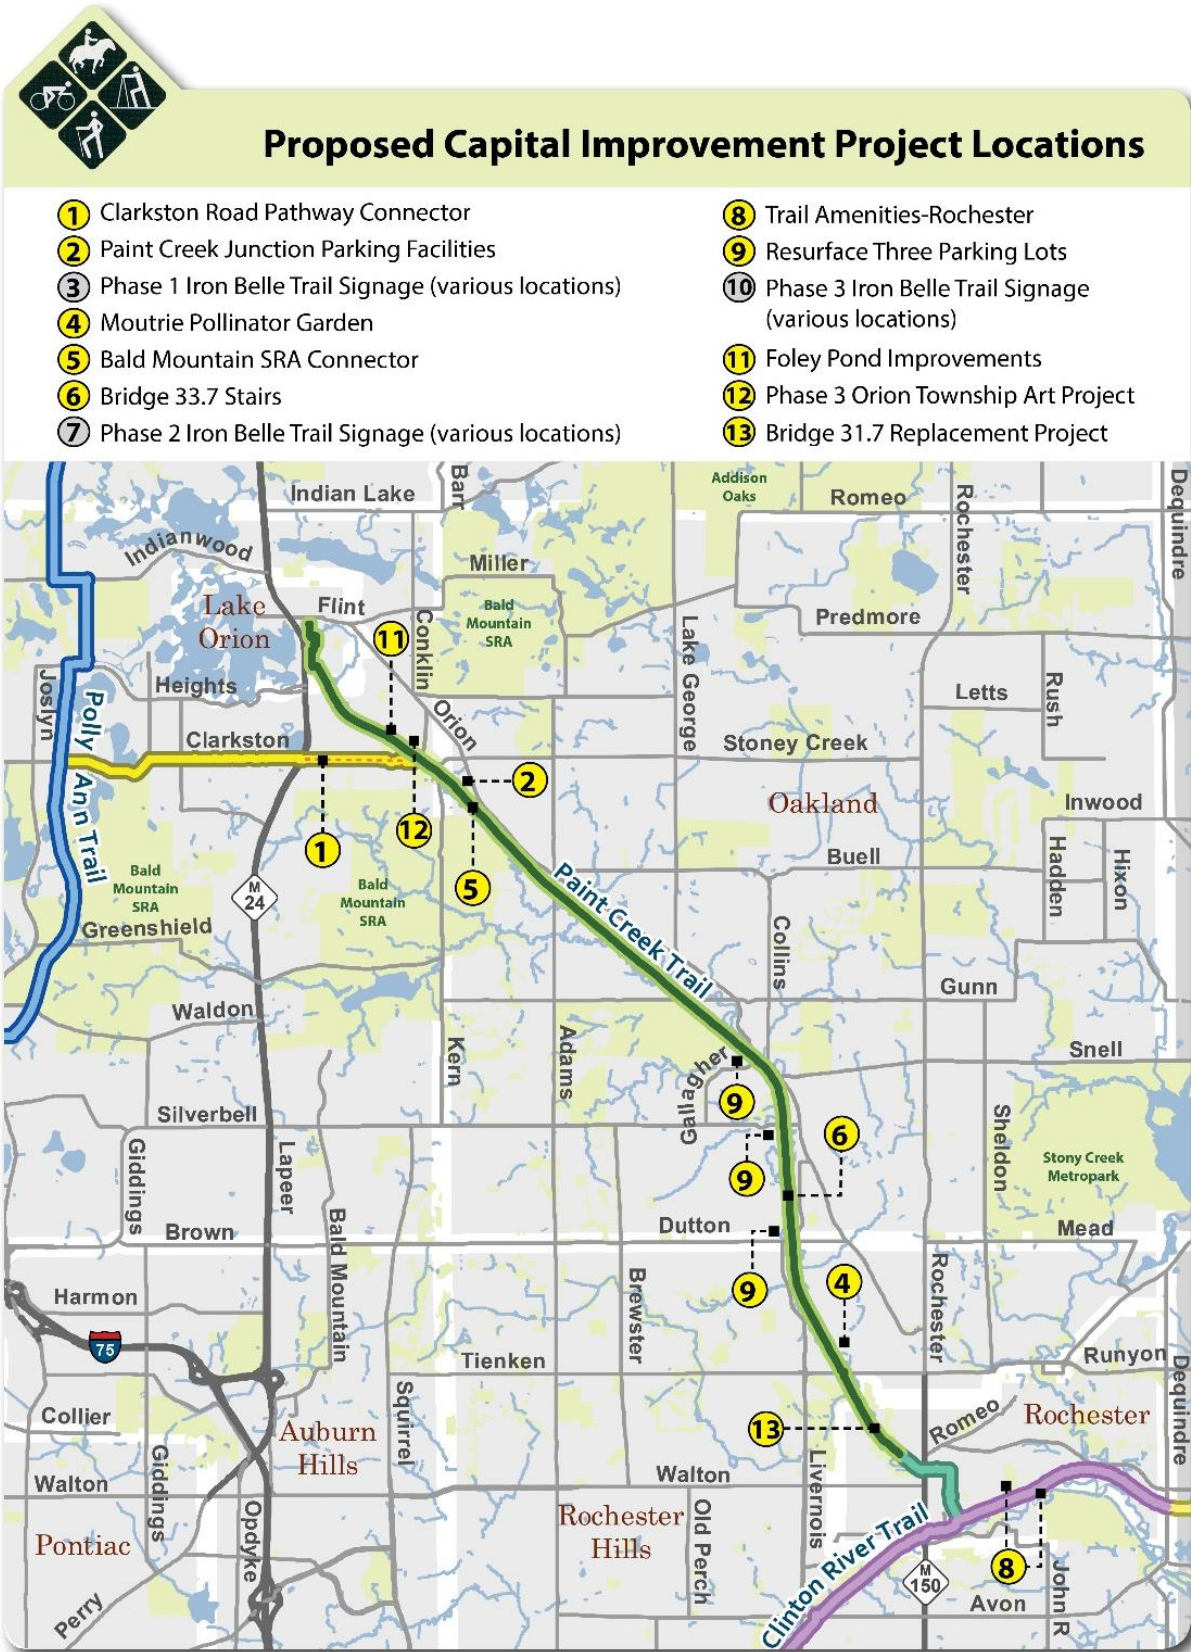 Proposed Capital Improvement Project Locations
1 Clarkston Road Pathway Connector
2 Paint Creek Junction Parking Facilities
3 Phase 1 Iron Belle Trail Signage (various locations)
4 Moutrie Pollinator Garden
5 Bald Mountain SRA Connector
6 Bridge 33.7 Stairs
7 Phase 2 Iron Belle Trail Signage (various locations)
8 Trail Amenities-Rochester
9 Resurface Three Parking Lots
10 Phase 3 Iron Belle Trail Signage
(various locations)
11 Foley Pond Improvements
12 Phase 3 Orion Township Art Project
13 Bridge 31.7 Replacement Project
Indian Lake
Barr
Addison
Oaks
Romeo
Rochester
Dequindre
Indianwood
Miller
Lake
Orion
Flint
Bald
Mountain
SRA
Conklin
11
Predmore
Lake George
Joslyn
Heights
Letts
Rush
Polly Ann Trail
Clarkston
Orion
Stoney Creek
2
Oakland
Inwood
1
12
5
Buell
Hadden
Hixon
Bald
Mountain
SRA
Bald
Mountain
SRA
M
24
Paint Creek Trail
Greenshield
Collins
Waldon
Gunn
Kern
Adams
Gallagher
Snell
9
Silverbell
6
Giddings
Lapeer
Sheldon
Stony Creek
Metropark
9
Brown
Bald Mountain
Dutton
Mead
Harmon
Brewster
9
4
Rochester
75
Tienken
Runyon
Dequindre
Collier
Auburn
Hills
Squirrel
13
Romeo
Rochester
Giddings
Walton
Walton
Livernois
Opdyke
Rochester
Hills
Old Perch
Clinton River Trail
Pontiac
8
M
150
John R
Avon
Perry